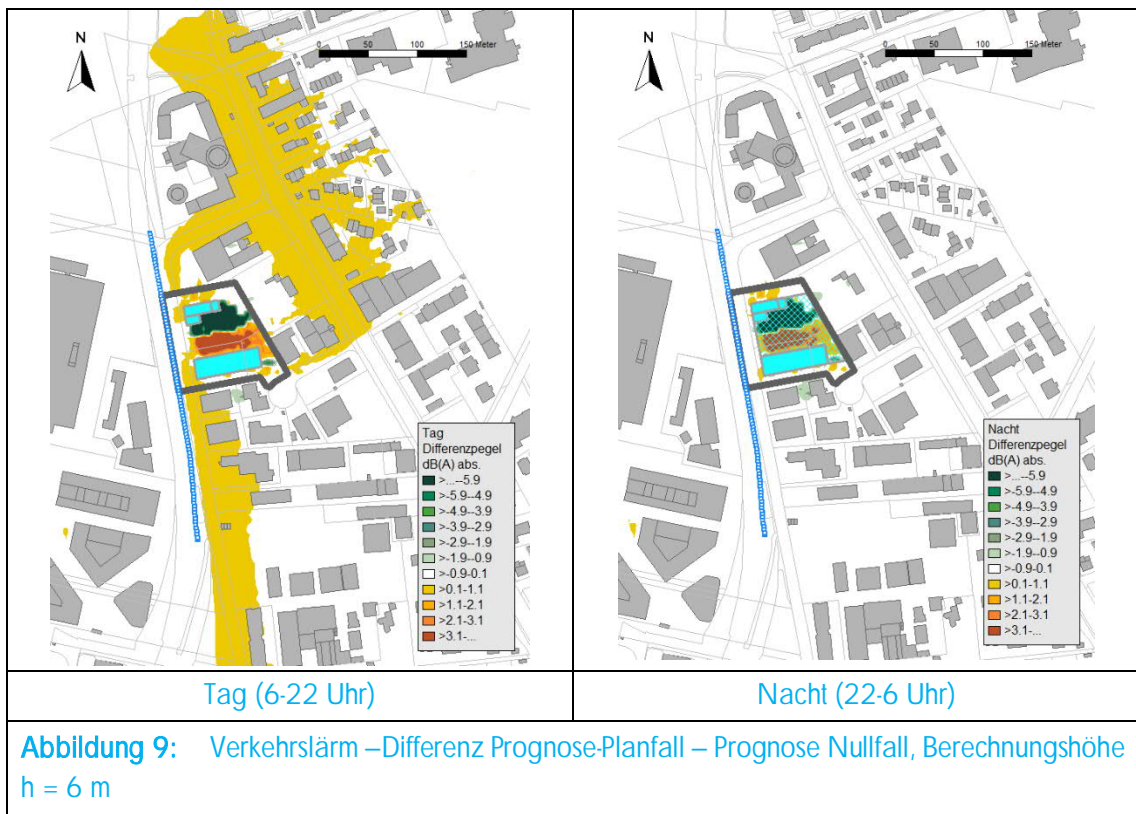 N
0 50 100 150 Meter
Tag
Differenzpegel
dB(A) abs.
>...--5.9
>-5.9--4.9
>-4.9--3.9
>-3.9--2.9
>-2.9--1.9
>-1.9--0.9
>-0.9-0.1
>0.1-1.1
>1.1-2.1
>2.1-3.1
>3.1-...
N
0 50 100 150 Meter
Nacht
Differenzpegel
dB(A) abs.
>...--5.9
>-5.9--4.9
>-4.9--3.9
>-3.9--2.9
>-2.9--1.9
>-1.9--0.9
>-0.9-0.1
>0.1-1.1
>1.1-2.1
>2.1-3.1
>3.1-...
Tag (6-22 Uhr)
Nacht (22-6 Uhr)
Abbildung 9: Verkehrslärm –Differenz Prognose-Planfall – Prognose Nullfall, Berechnungshöhe
h = 6 m